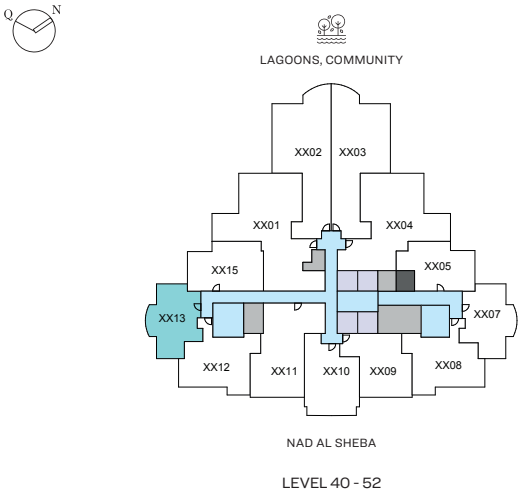 Q N
LAGOONS, COMMUNITY
XX02 XX03
XX01 XX04
XX15 XX05
XX13 XX07
XX12 XX11 XX10 XX09 XX08
NAD AL SHEBA
LEVEL 40 - 52